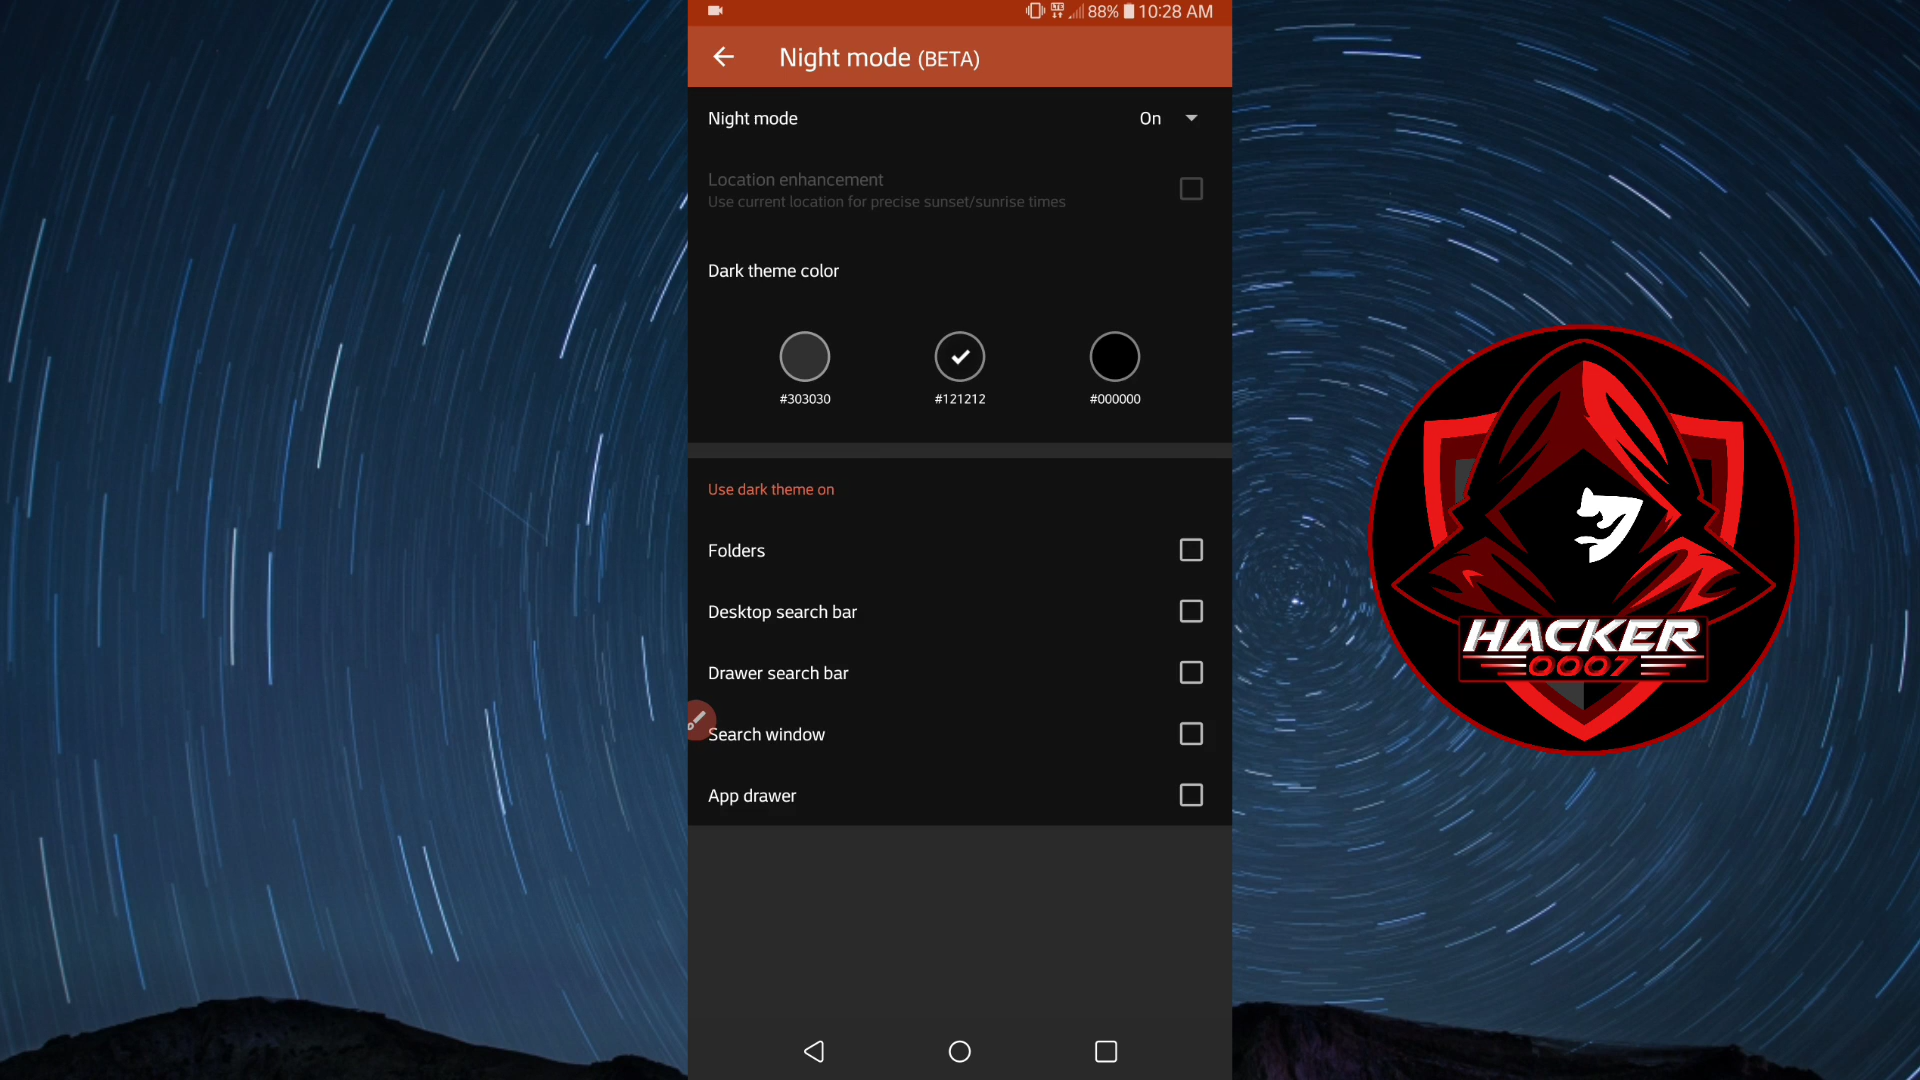 LTE 88% 10:28 AM
Night mode (BETA)
Night mode On
Location enhancement
Use current location for precise sunset/sunrise times
Dark theme color
#303030 #121212 #000000
Use dark theme on
Folders
Desktop search bar
Drawer search bar
Search window
App drawer
HACKER
0007